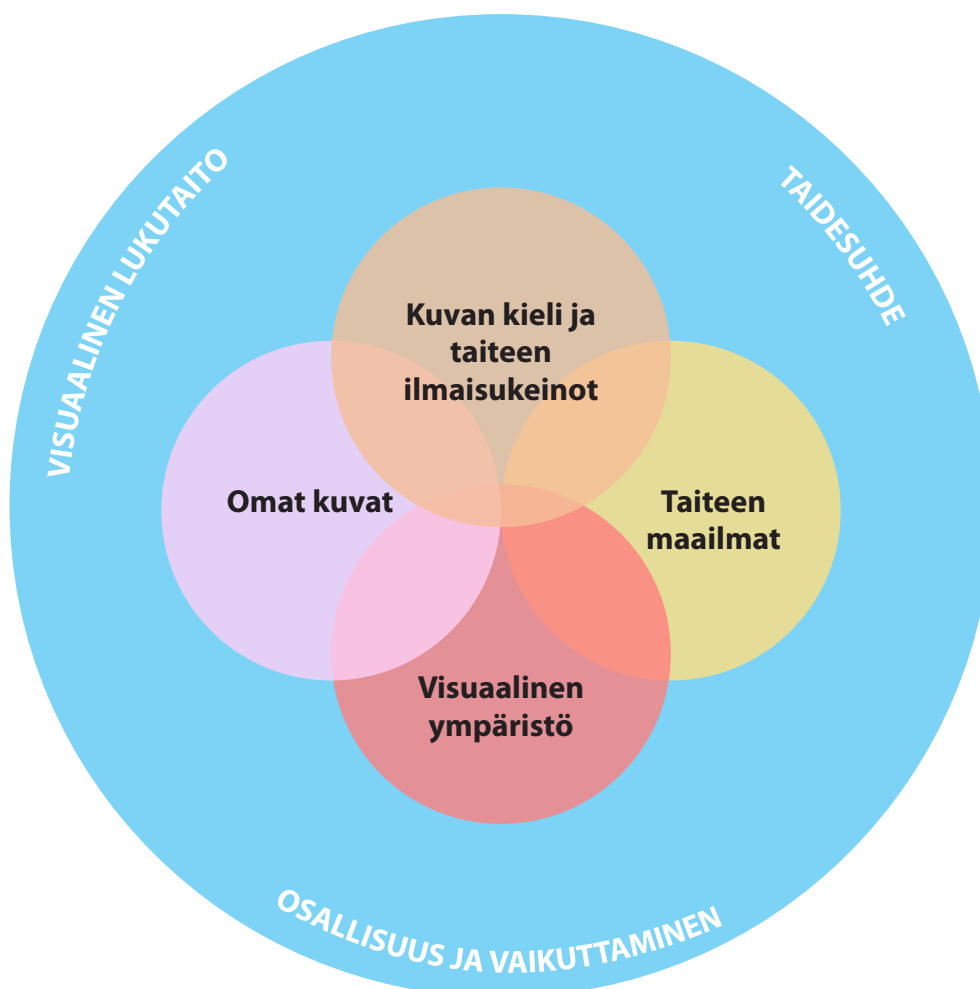 VISUAALINEN LUKUTAITO
TAIDESUHDE
Kuvan kieli ja
taiteen
ilmaisukeinot
Omat kuvat
Taiteen
maailmat
Visuaalinen
ympäristö
OSALLISUUS JA VAIKUTTAMINEN